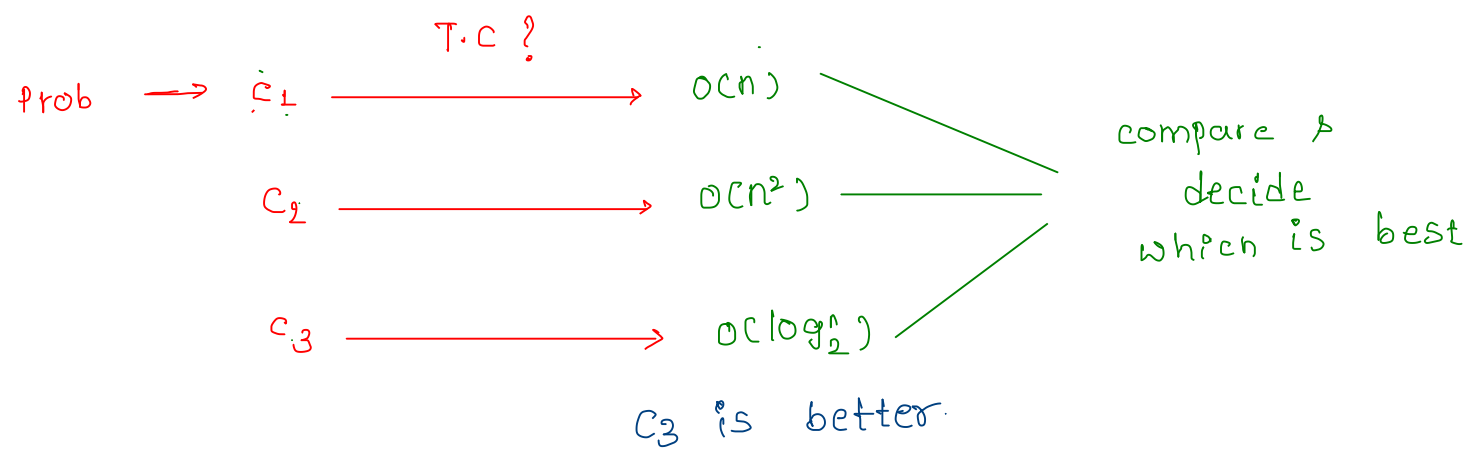 T.C ?
Prob → C1 → O(n)
C2 → O(n²)
C3 → O(log₂ⁿ)
compare &
decide
which is best
C3 is better.